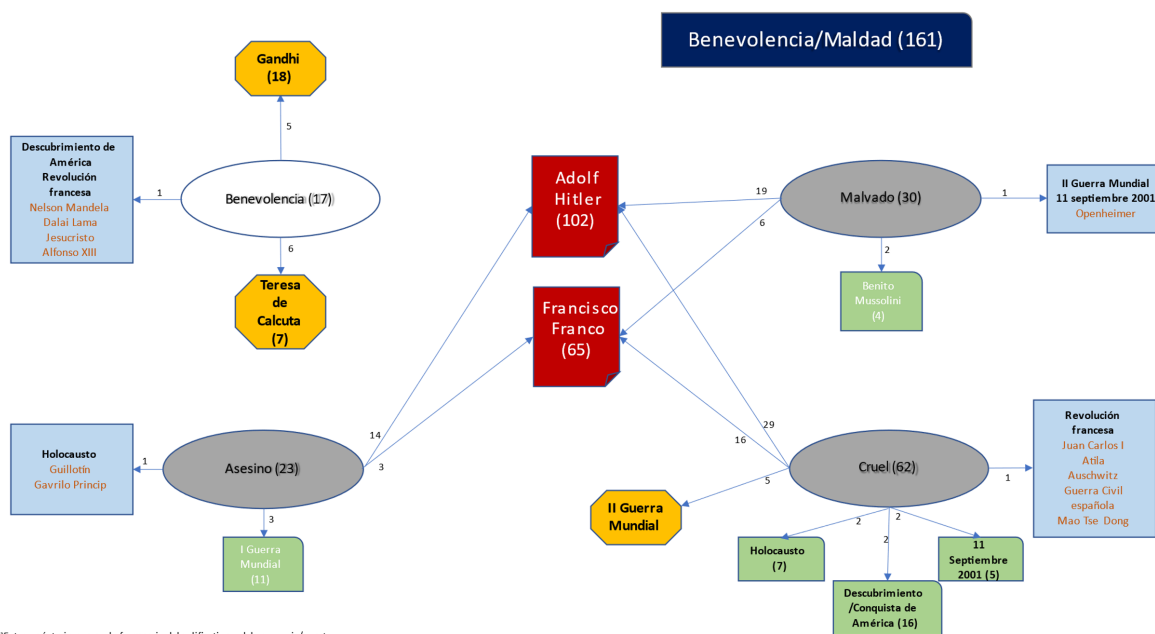 Benevolencia/Maldad (161)
Gandhi
(18)
5
Descubrimiento de
América
Revolución
francesa
Nelson Mandela
Dalai Lama
Jesucristo
Alfonso XIII
1
Benevolencia (17)
6
Teresa
de
Calcuta
(7)
Adolf
Hitler
(102)
Francisco
Franco
(65)
19
6
Malvado (30)
1
II Guerra Mundial
11 septiembre 2001
Openheimer
2
Benito
Mussolini
(4)
Holocausto
Guillotín
Gavrilo Princip
1
Asesino (23)
14
3
3
I Guerra
Mundial
(11)
29
16
Cruel (62)
5
II Guerra
Mundial
1
Revolución
francesa
Juan Carlos I
Atila
Auschwitz
Guerra Civil
española
Mao Tse Dong
2
2
2
Holocausto
(7)
Descubrimiento
/Conquista de
América (16)
11
Septiembre
2001 (5)